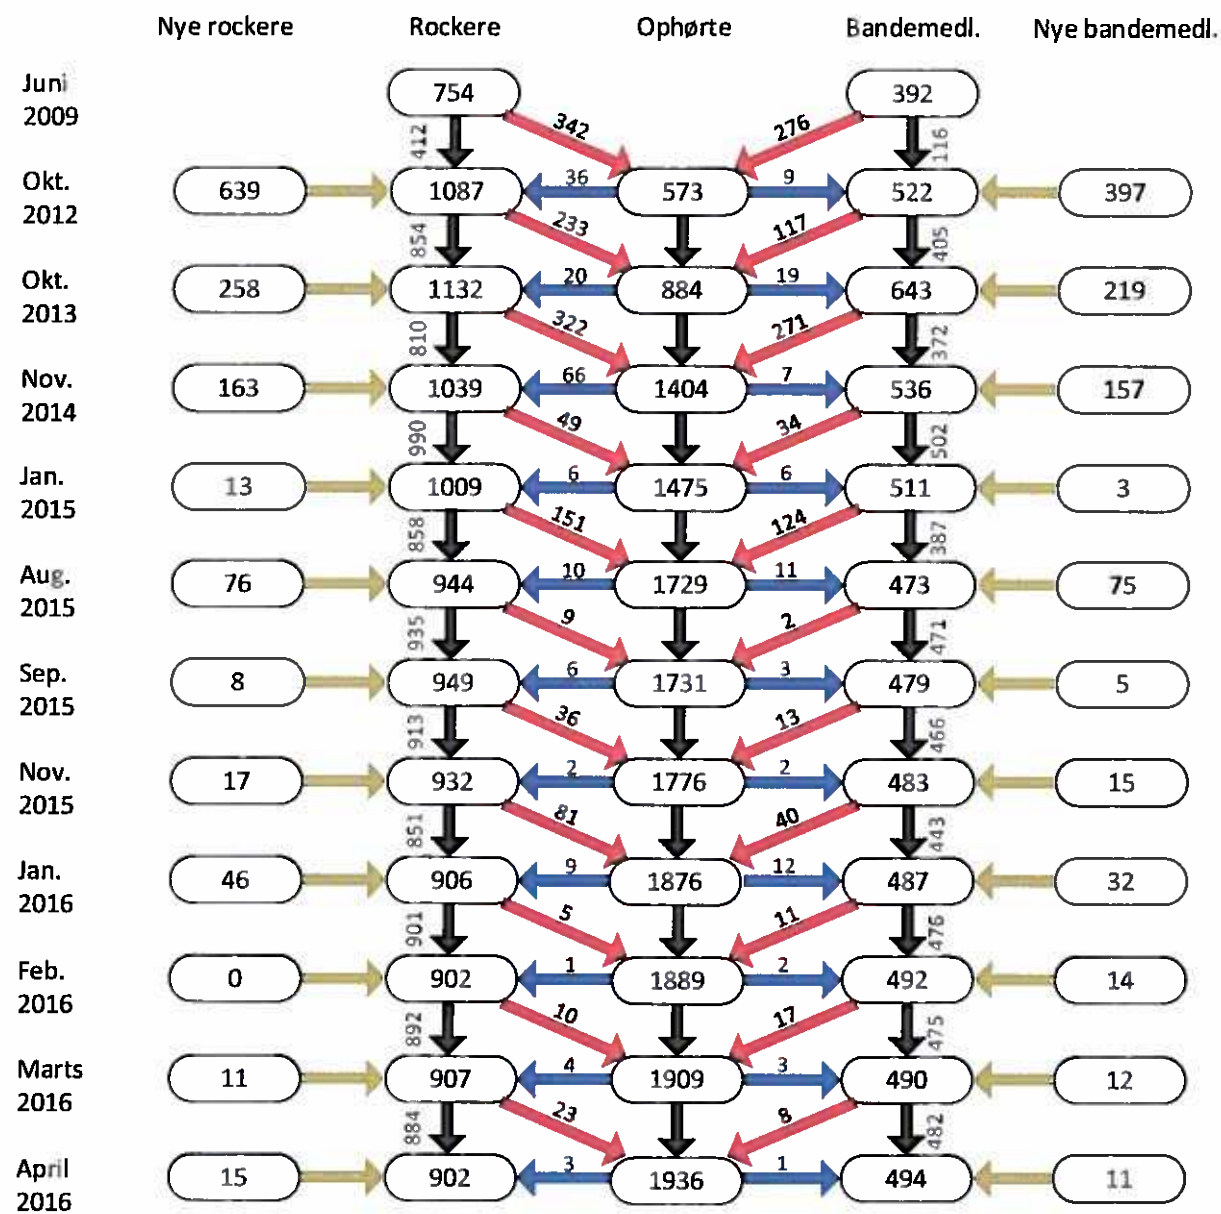 Nye rockere Rockere Ophørte Bandemedl. Nye bandemedl.
Juni
2009
754 392
412 342 276 116
Okt.
2012
639 1087 36 573 9 522 397
854 233 117 405
Okt.
2013
258 1132 20 884 19 643 219
810 322 271 372
Nov.
2014
163 1039 66 1404 7 536 157
990 49 34 502
Jan.
2015
13 1009 6 1475 6 511 3
858 151 124 387
Aug.
2015
76 944 10 1729 11 473 75
935 9 2 471
Sep.
2015
8 949 6 1731 3 479 5
913 36 13 466
Nov.
2015
17 932 2 1776 2 483 15
851 81 40 443
Jan.
2016
46 906 9 1876 12 487 32
901 5 11 476
Feb.
2016
0 902 1 1889 2 492 14
892 10 17 475
Marts
2016
11 907 4 1909 3 490 12
884 23 8 482
April
2016
15 902 3 1936 1 494 11